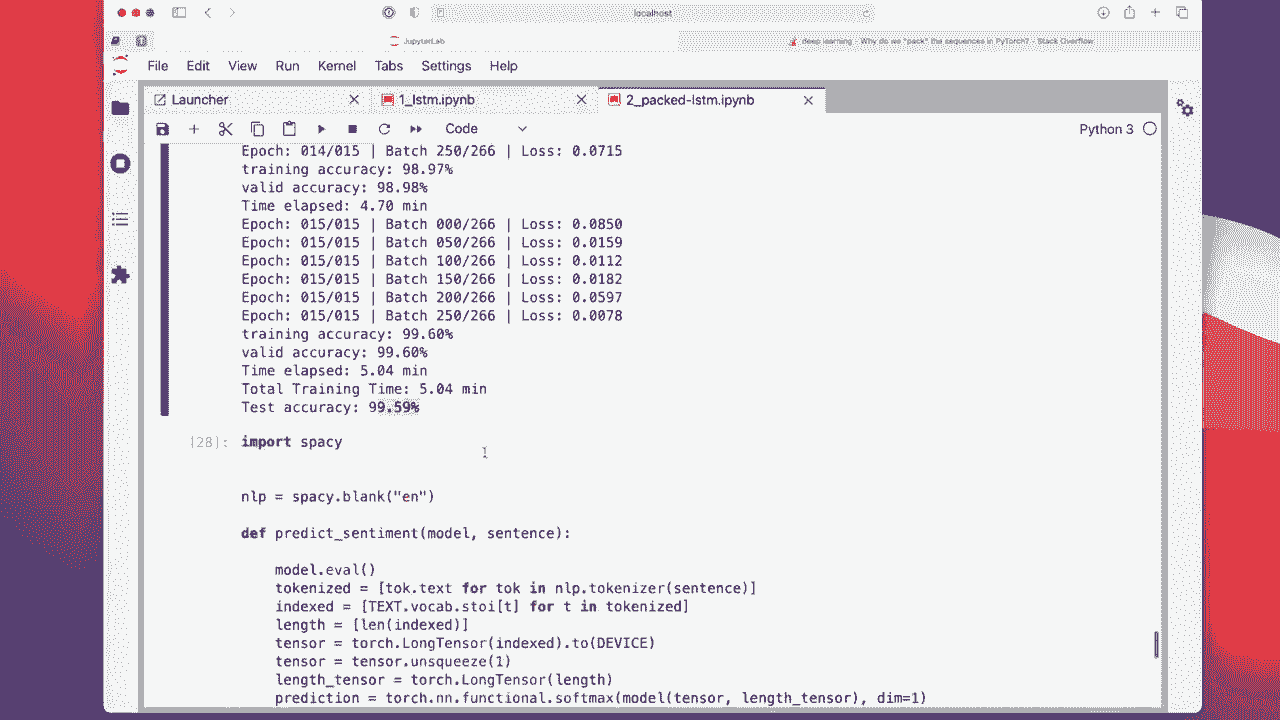 localhost
JupyterLab
deep learning - Why do we "pack" the sequences in PyTorch? - Stack Overflow
File Edit View Run Kernel Tabs Settings Help
Launcher
1_lstm.ipynb
2_packed-lstm.ipynb
Code
Python 3
Epoch: 014/015 | Batch 250/266 | Loss: 0.0715
training accuracy: 98.97%
valid accuracy: 98.98%
Time elapsed: 4.70 min
Epoch: 015/015 | Batch 000/266 | Loss: 0.0850
Epoch: 015/015 | Batch 050/266 | Loss: 0.0159
Epoch: 015/015 | Batch 100/266 | Loss: 0.0112
Epoch: 015/015 | Batch 150/266 | Loss: 0.0182
Epoch: 015/015 | Batch 200/266 | Loss: 0.0597
Epoch: 015/015 | Batch 250/266 | Loss: 0.0078
training accuracy: 99.60%
valid accuracy: 99.60%
Time elapsed: 5.04 min
Total Training Time: 5.04 min
Test accuracy: 99.59%
[28]: import spacy
nlp = spacy.blank("en")
def predict_sentiment(model, sentence):
model.eval()
tokenized = [tok.text for tok in nlp.tokenizer(sentence)]
indexed = [TEXT.vocab.stoi[t] for t in tokenized]
length = [len(indexed)]
tensor = torch.LongTensor(indexed).to(DEVICE)
tensor = tensor.unsqueeze(1)
length_tensor = torch.LongTensor(length)
prediction = torch.nn.functional.softmax(model(tensor, length_tensor), dim=1)